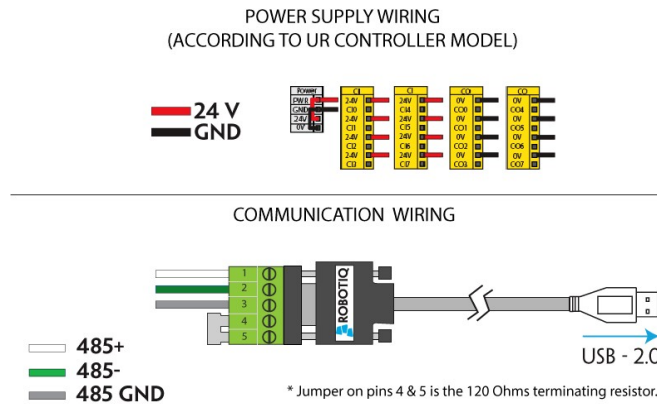 POWER SUPPLY WIRING
(ACCORDING TO UR CONTROLLER MODEL)
24 V
GND
Power
PWR
GND
24V
0V
CI
24V
CI0
24V
CI1
24V
CI2
24V
CI3
CI
24V
CI4
24V
CI5
24V
CI6
24V
CI7
CO
0V
CO0
0V
CO1
0V
CO2
0V
CO3
CO
0V
CO4
0V
CO5
0V
CO6
0V
CO7
COMMUNICATION WIRING
1
2
3
4
5
ROBOTIQ
USB - 2.0
485+
485-
485 GND
* Jumper on pins 4 & 5 is the 120 Ohms terminating resistor.